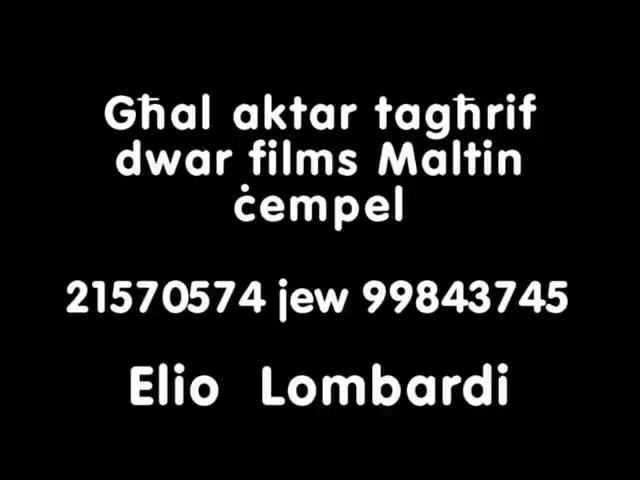 Għal aktar tagħrif
dwar films Maltin
ċempel
21570574 jew 99843745
Elio Lombardi